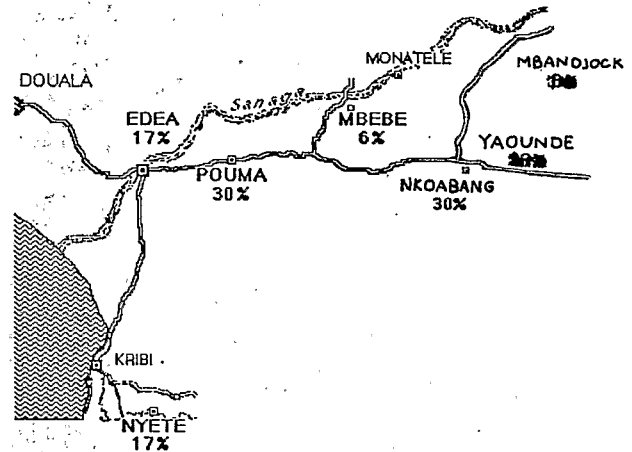 MONATELE
MBANDJOCK
DOUALA
Sanaga
EDEA
17%
MBEBE
6%
YAOUNDE
POUMA
30%
NKOABANG
30%
KRIBI
NYETE
17%